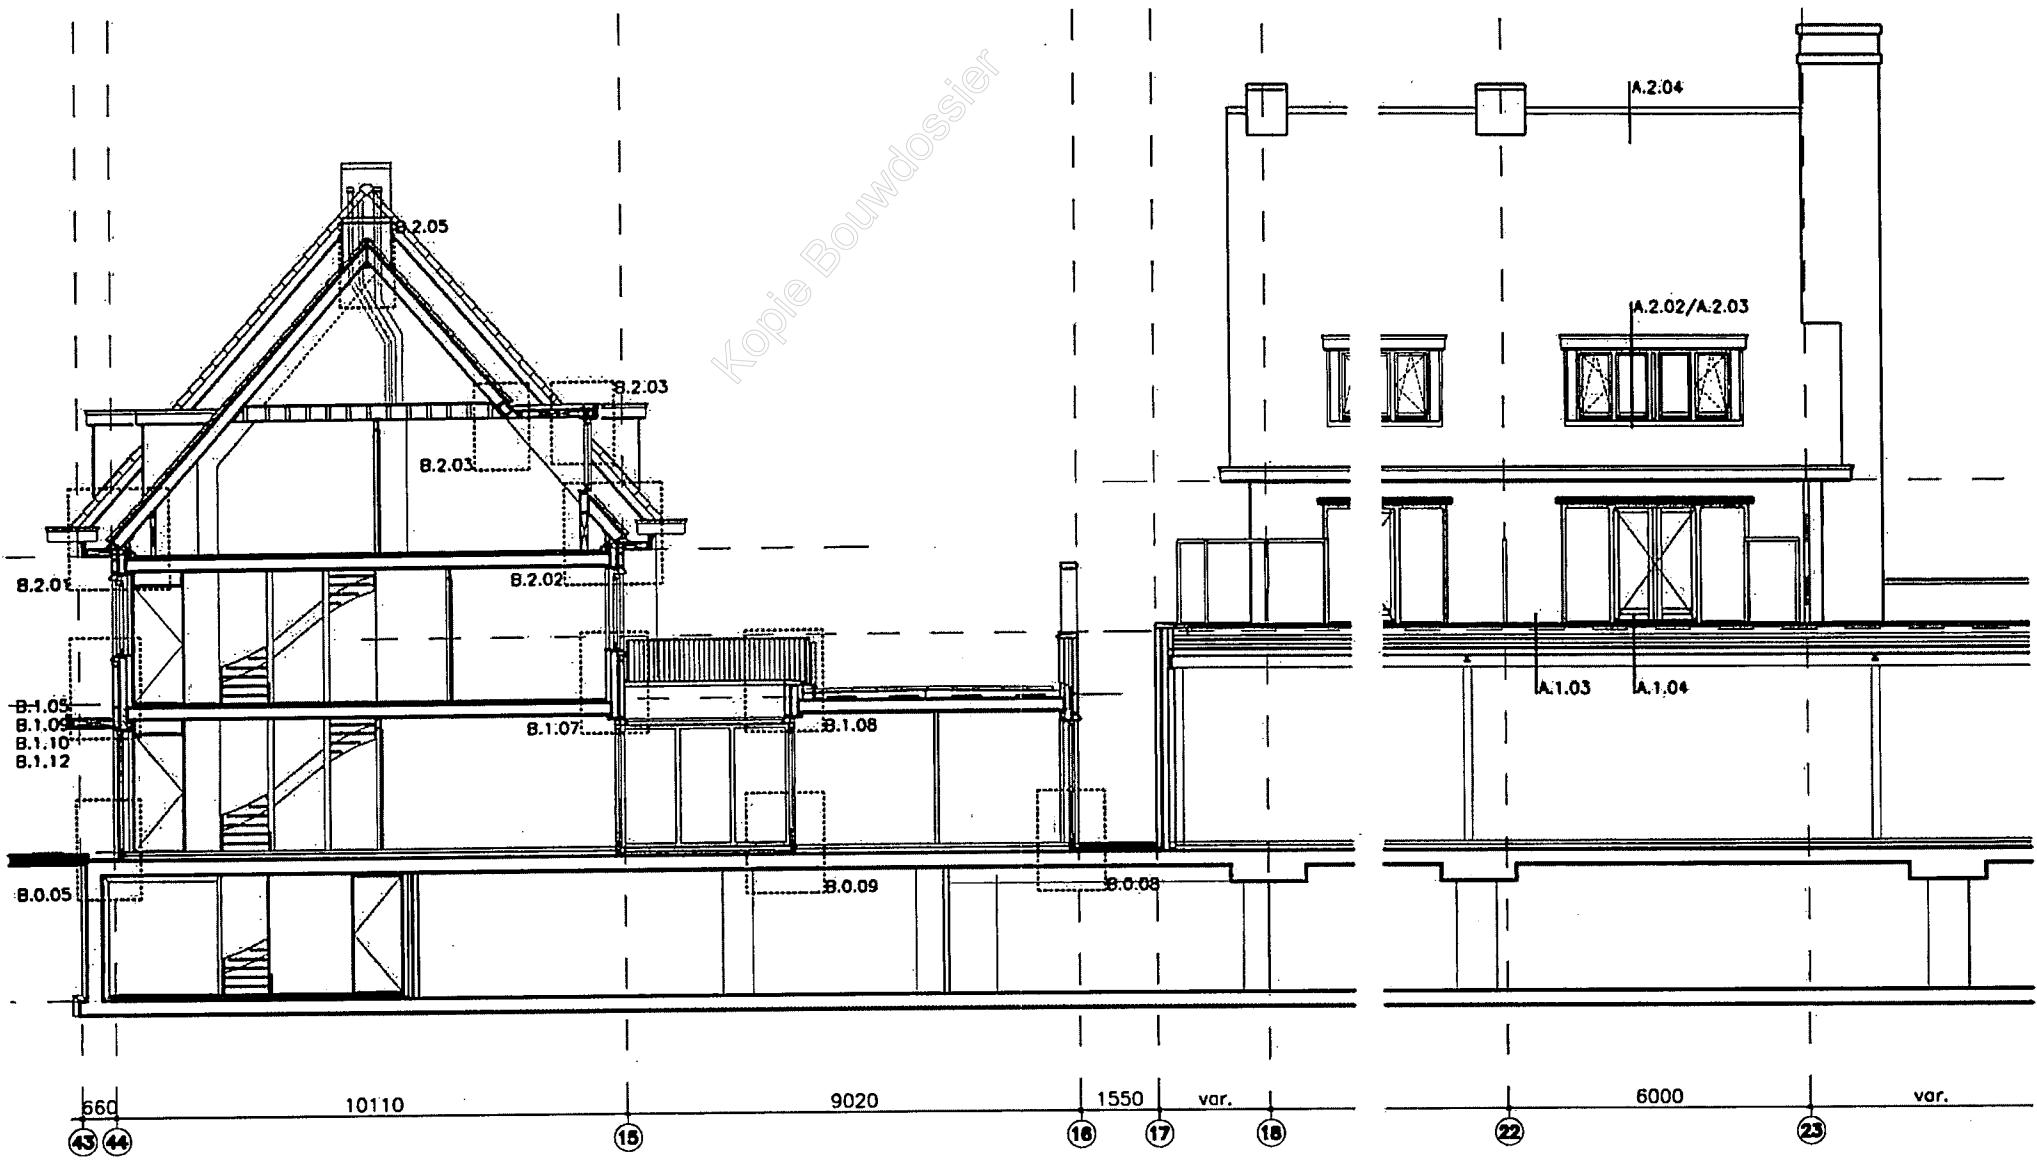 A.2.04
Kopie Bouwdossier
B.2.05
A.2.02/A.2.03
B.2.03
B.2.03
B.2.01
B.2.02
B.1.05
B.1.09
B.1.10
B.1.12
B.1.07
B.1.08
A.1.03
A.1.04
B.0.05
B.0.09
B.0.08
660
10110
9020
1550
var.
6000
var.
43
44
15
16
17
18
22
23